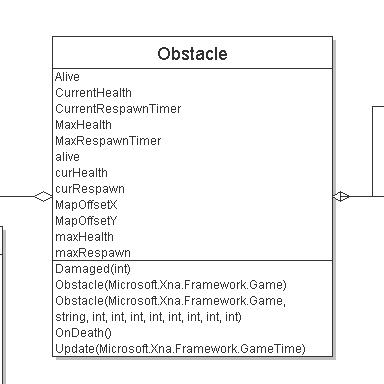 Obstacle
Alive
CurrentHealth
CurrentRespawnTimer
MaxHealth
MaxRespawnTimer
alive
curHealth
curRespawn
MapOffsetX
MapOffsetY
maxHealth
maxRespawn
Damaged(int)
Obstacle(Microsoft.Xna.Framework.Game)
Obstacle(Microsoft.Xna.Framework.Game,
string, int, int, int, int, int, int, int, int)
OnDeath()
Update(Microsoft.Xna.Framework.GameTime)